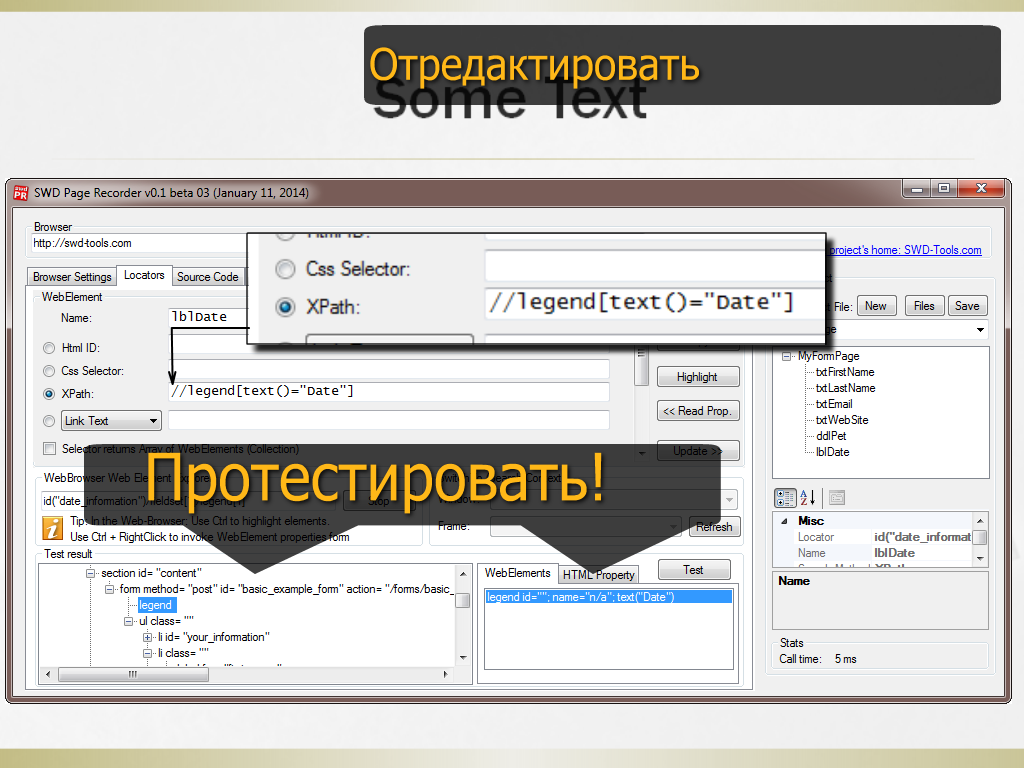 Отредактировать
Some Text
SWD Page Recorder v0.1 beta 03 (January 11, 2014)
Browser
http://swd-tools.com
project's home: SWD-Tools.com
Browser Settings
Locators
Source Code
Css Selector:
XPath:
//legend[text()="Date"]
WebElement
Name:
lblDate
Html ID:
Css Selector:
XPath:
//legend[text()="Date"]
Link Text
Selector returns Array of WebElements (Collection)
Highlight
<< Read Prop.
Update >>
File:
New
Files
Save
MyFormPage
txtFirstName
txtLastName
txtEmail
txtWebSite
ddlPet
lblDate
Протестировать!
WebBrowser Web Element Explorer
Stop
Frame:
Refresh
Tip: In the Web-Browser: Use Ctrl to highlight elements.
Use Ctrl + RightClick to invoke WebElement properties form
Misc
Locator
id("date_informat
Name
lblDate
Name
Test result
section id= "content"
form method= "post" id= "basic_example_form" action= "/forms/basic_
legend
ul class= ""
li id= "your_information"
li class= ""
WebElements
HTML Property
Test
legend id=""; name="n/a"; text("Date")
Stats
Call time: 5 ms